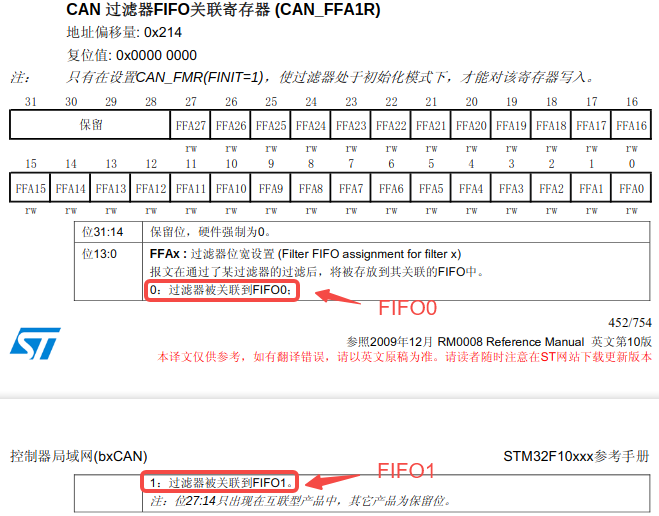 CAN 过滤器FIFO关联寄存器 (CAN_FFA1R)
地址偏移量: 0x214
复位值: 0x0000 0000
注: 只有在设置CAN_FMR(FINIT=1)，使过滤器处于初始化模式下，才能对该寄存器写入。
31 30 29 28 27 26 25 24 23 22 21 20 19 18 17 16
保留 FFA27 FFA26 FFA25 FFA24 FFA23 FFA22 FFA21 FFA20 FFA19 FFA18 FFA17 FFA16
rw rw rw rw rw rw rw rw rw rw rw rw
15 14 13 12 11 10 9 8 7 6 5 4 3 2 1 0
FFA15 FFA14 FFA13 FFA12 FFA11 FFA10 FFA9 FFA8 FFA7 FFA6 FFA5 FFA4 FFA3 FFA2 FFA1 FFA0
rw rw rw rw rw rw rw rw rw rw rw rw rw rw rw rw
位31:14 保留位，硬件强制为0。
位13:0 FFAx : 过滤器位宽设置 (Filter FIFO assignment for filter x)
报文在通过了某过滤器的过滤后，将被存放到其关联的FIFO中。
0: 过滤器被关联到FIFO0;
FIFO0
452/754
ST
参照2009年12月 RM0008 Reference Manual 英文第10版
本译文仅供参考，如有翻译错误，请以英文原稿为准。请读者随时注意在ST网站下载更新版本
控制器局域网(bxCAN) STM32F10xxx参考手册
1: 过滤器被关联到FIFO1。
FIFO1
注: 位27:14只出现在互联型产品中，其它产品为保留位。